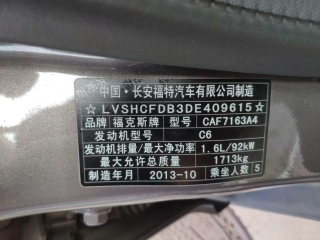 中国·长安福特汽车有限公司制造
☆LVSHCFDB3DE409615☆
品牌 福克斯牌 型号 CAF7163A4
发动机型号 C6
发动机排量/最大净功率 1.6L/92kW
最大允许总质量 1713kg
制造年月 2013-10 乘坐人数 5